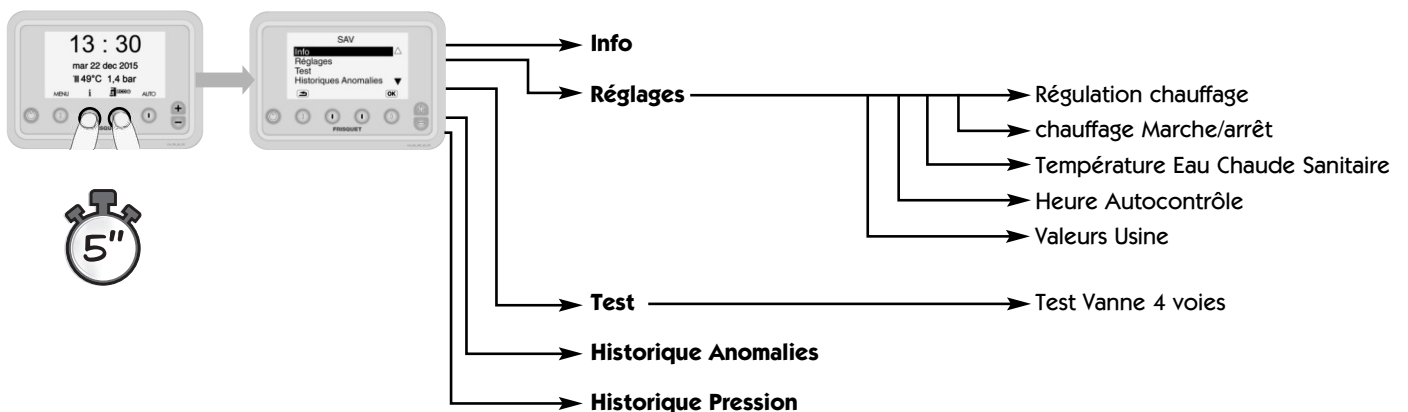 13 : 30
mar 22 dec 2015
49°C 1,4 bar
MENU i TURBO AUTO
SAV
Info
Réglages
Test
Historiques Anomalies
OK
FRISQUET
5"
Info
Réglages
Régulation chauffage
chauffage Marche/arrêt
Température Eau Chaude Sanitaire
Heure Autocontrôle
Valeurs Usine
Test
Test Vanne 4 voies
Historique Anomalies
Historique Pression